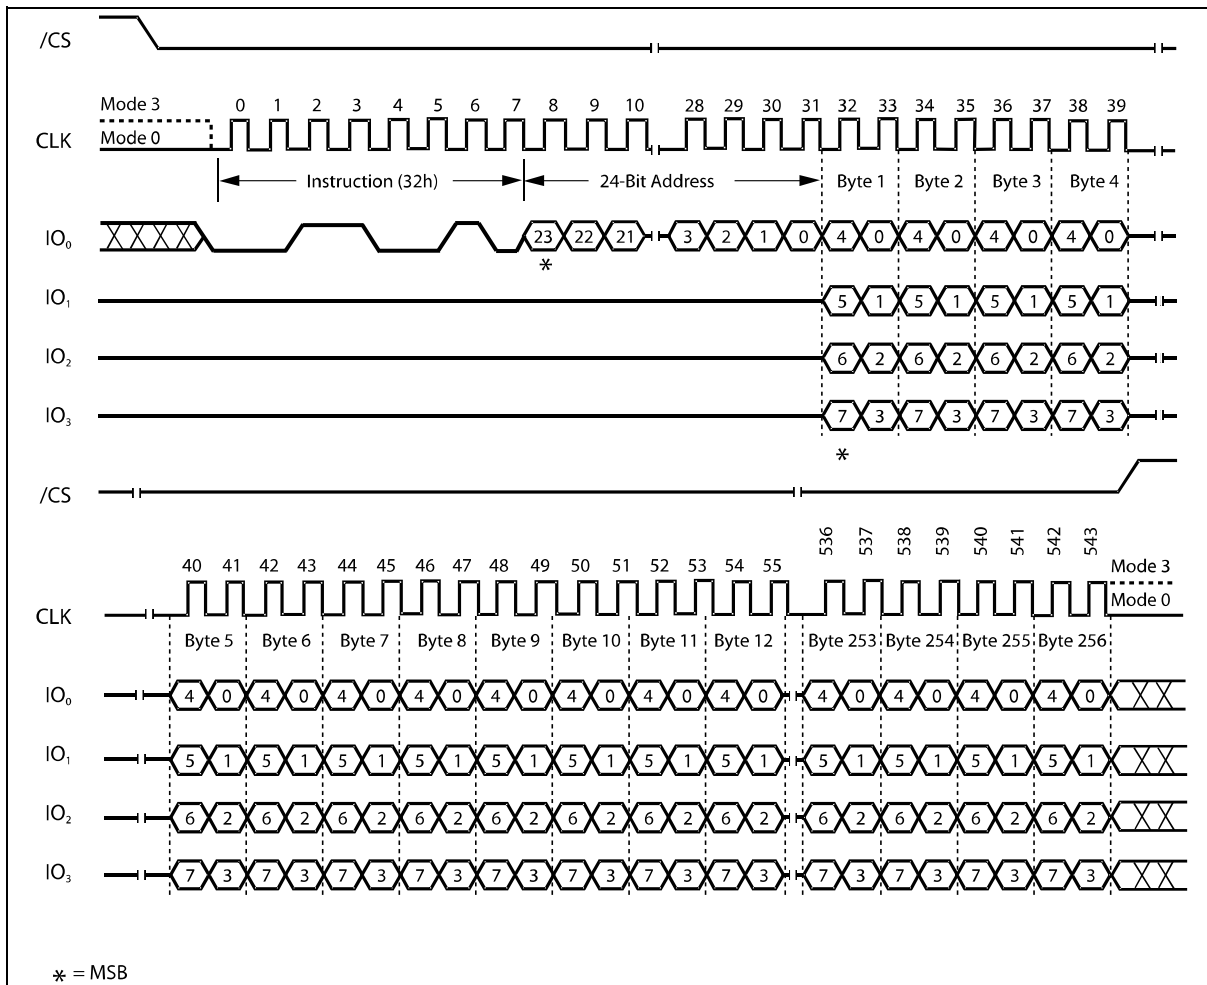 /CS
0 1 2 3 4 5 6 7 8 9 10 28 29 30 31 32 33 34 35 36 37 38 39
Mode 3
Mode 0
CLK
Instruction (32h) 24-Bit Address Byte 1 Byte 2 Byte 3 Byte 4
IO₀ 23 22 21 3 2 1 0 4 0 4 0 4 0 4 0
*
IO₁ 5 1 5 1 5 1 5 1
IO₂ 6 2 6 2 6 2 6 2
IO₃ 7 3 7 3 7 3 7 3
*
/CS
40 41 42 43 44 45 46 47 48 49 50 51 52 53 54 55 536 537 538 539 540 541 542 543
Mode 3
Mode 0
CLK
Byte 5 Byte 6 Byte 7 Byte 8 Byte 9 Byte 10 Byte 11 Byte 12 Byte 253 Byte 254 Byte 255 Byte 256
IO₀ 4 0 4 0 4 0 4 0 4 0 4 0 4 0 4 0 4 0 4 0 4 0 4 0
IO₁ 5 1 5 1 5 1 5 1 5 1 5 1 5 1 5 1 5 1 5 1 5 1 5 1
IO₂ 6 2 6 2 6 2 6 2 6 2 6 2 6 2 6 2 6 2 6 2 6 2 6 2
IO₃ 7 3 7 3 7 3 7 3 7 3 7 3 7 3 7 3 7 3 7 3 7 3 7 3
* = MSB